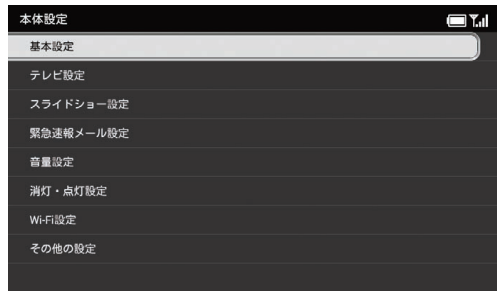 本体設定
基本設定
テレビ設定
スライドショー設定
緊急速報メール設定
音量設定
消灯・点灯設定
Wi-Fi設定
その他の設定